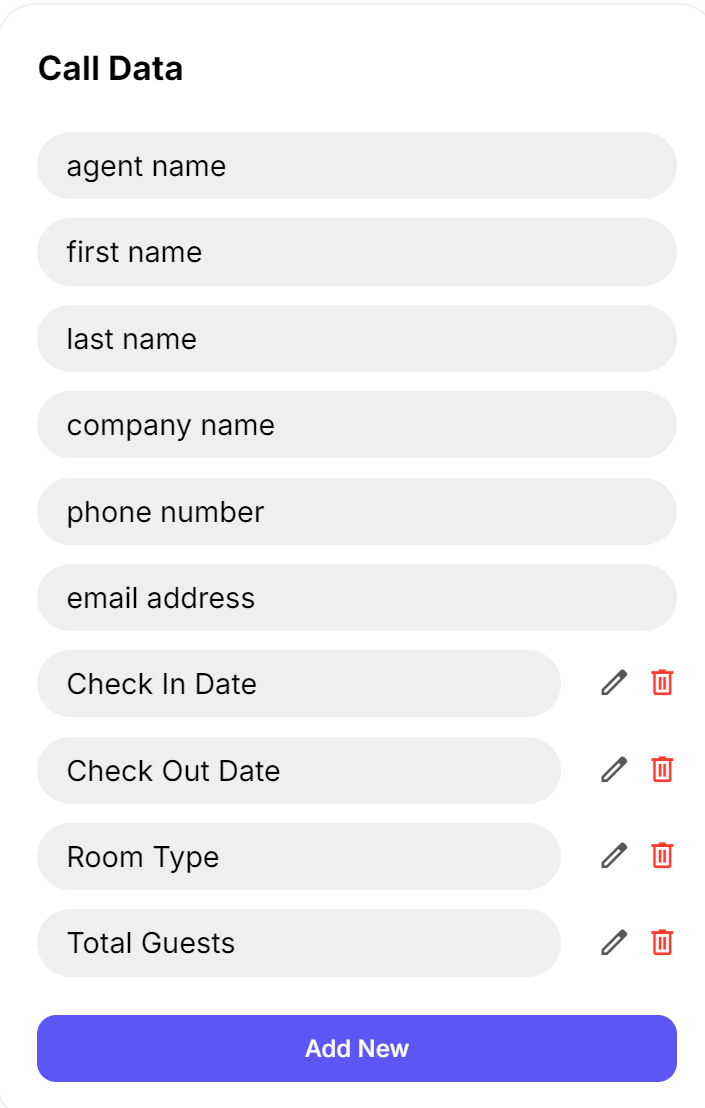 Call Data
agent name
first name
last name
company name
phone number
email address
Check In Date
Check Out Date
Room Type
Total Guests
Add New